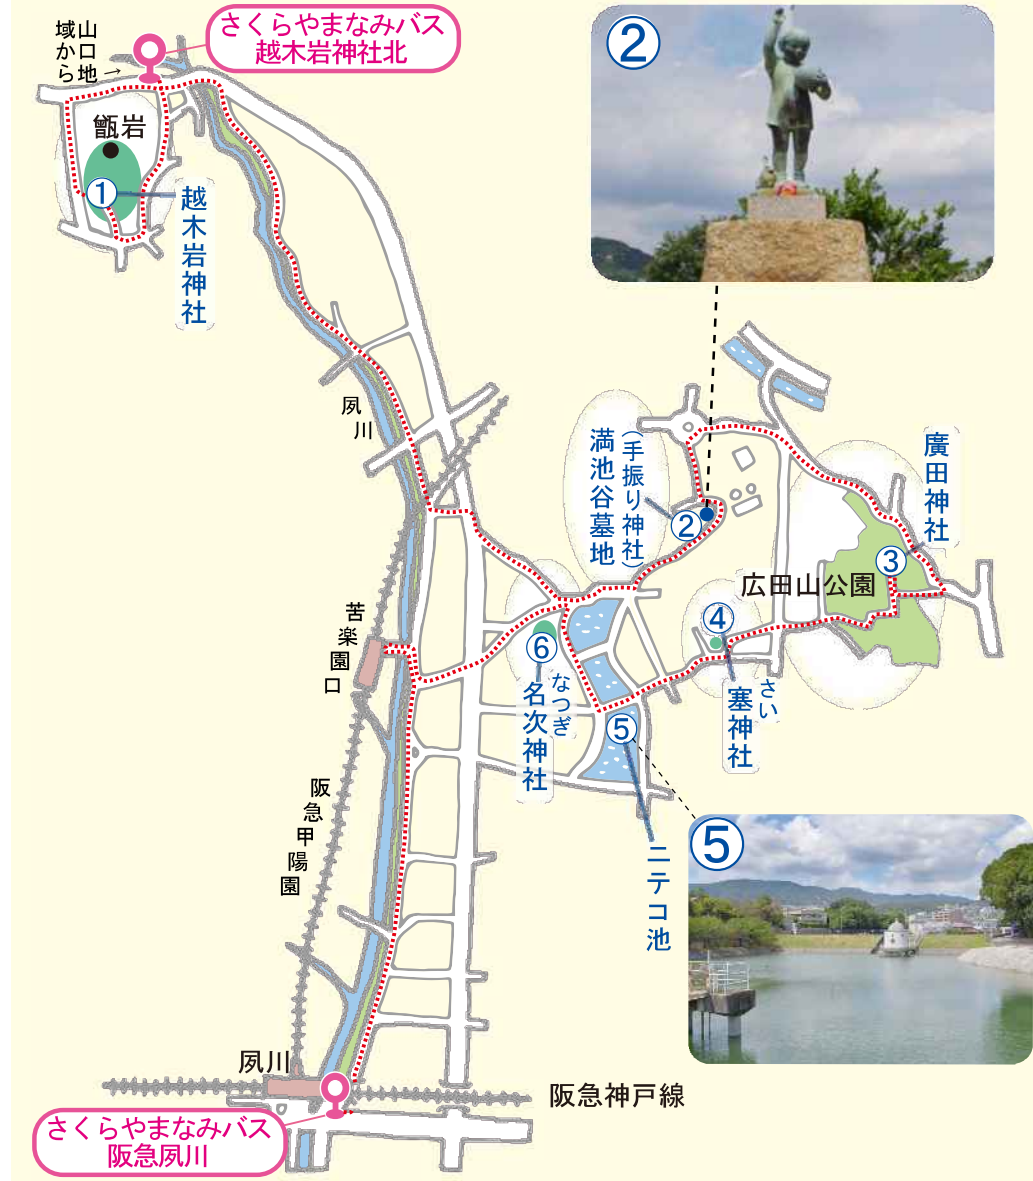 さくらやまなみバス
越木岩神社北
山口地
域から→
甑岩
①
越木岩神社
②
夙川
満池谷墓地
(手振り神社)
②
廣田神社
③
広田山公園
④
さい
塞神社
⑥
なつぎ
名次神社
⑤
ニテコ池
⑤
苦楽園口
阪急甲陽園
夙川
阪急神戸線
さくらやまなみバス
阪急夙川